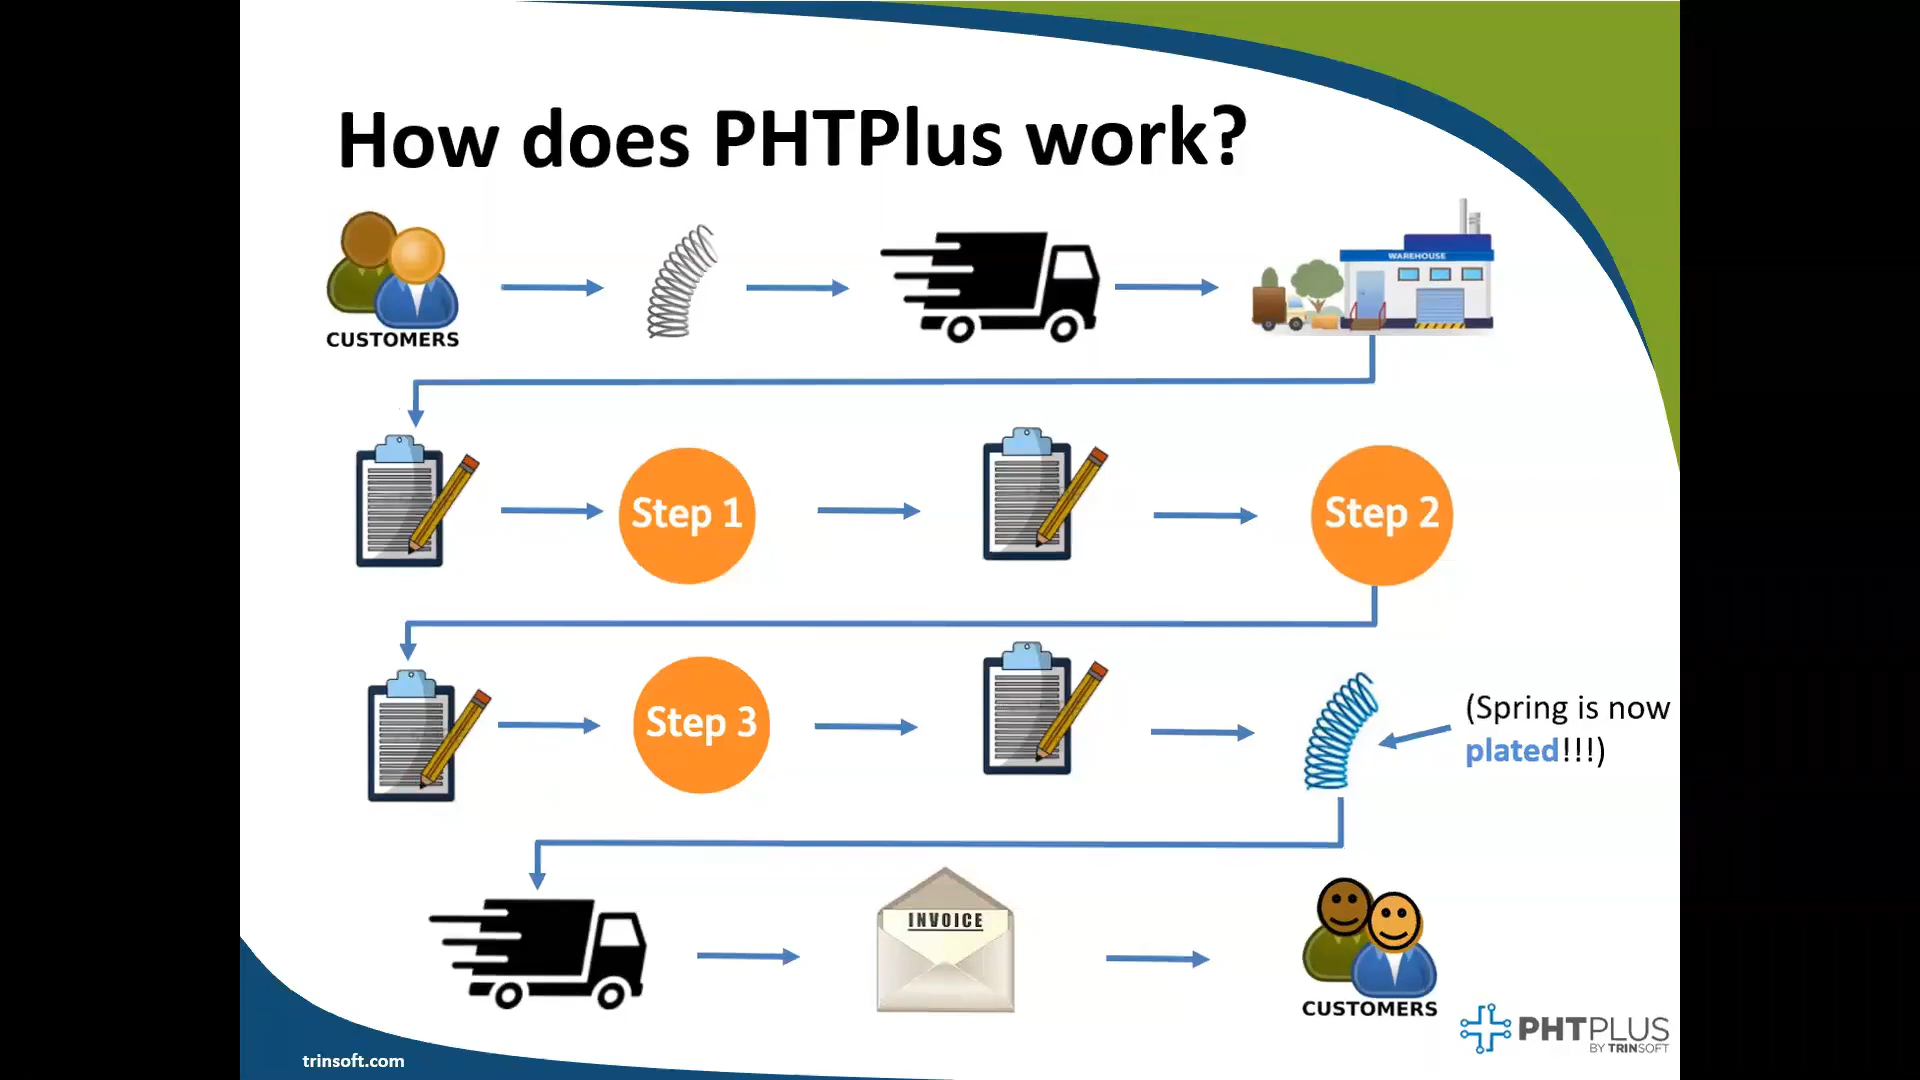 How does PHTPlus work?
WAREHOUSE
CUSTOMERS
Step 1
Step 2
Step 3
(Spring is now
plated!!!)
INVOICE
CUSTOMERS
PHTPLUS
BY TRINSOFT
trinsoft.com